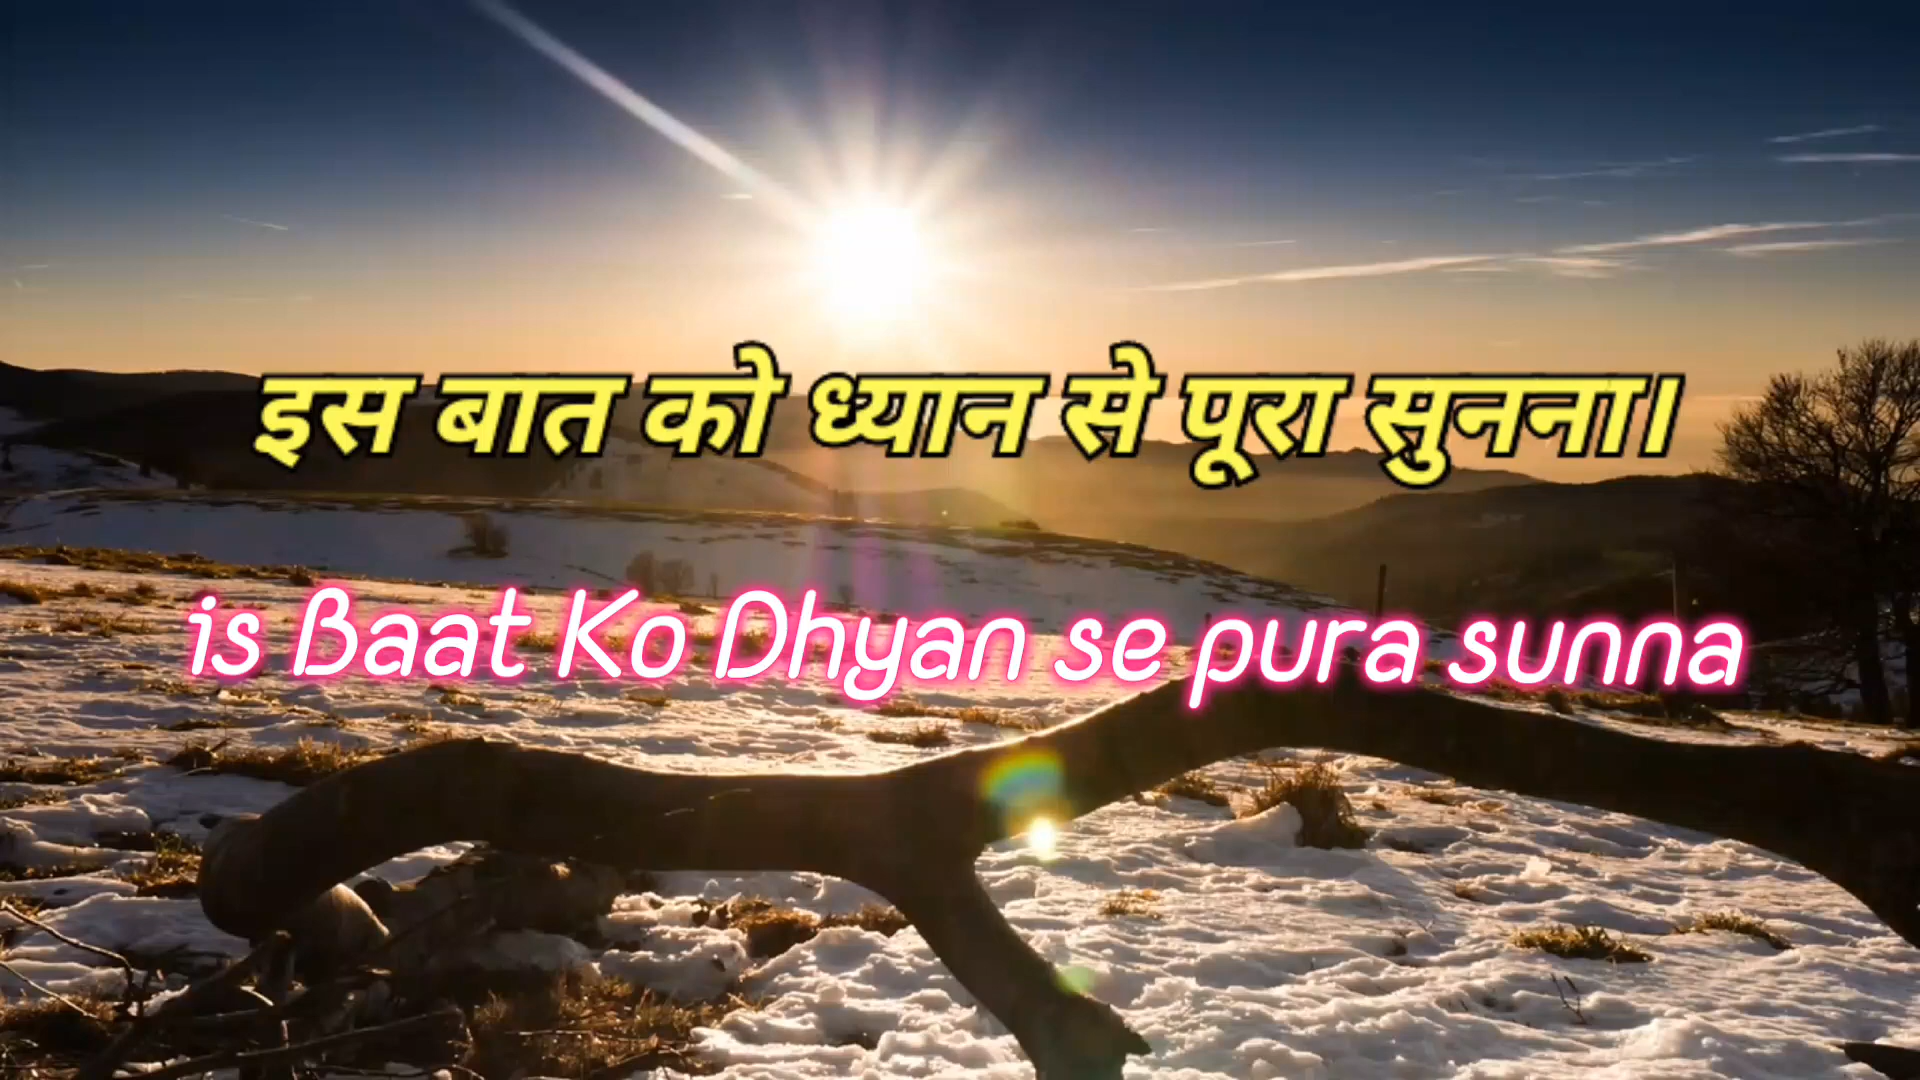 इस बात को ध्यान से पूरा सुनना।
is Baat Ko Dhyan se pura sunna